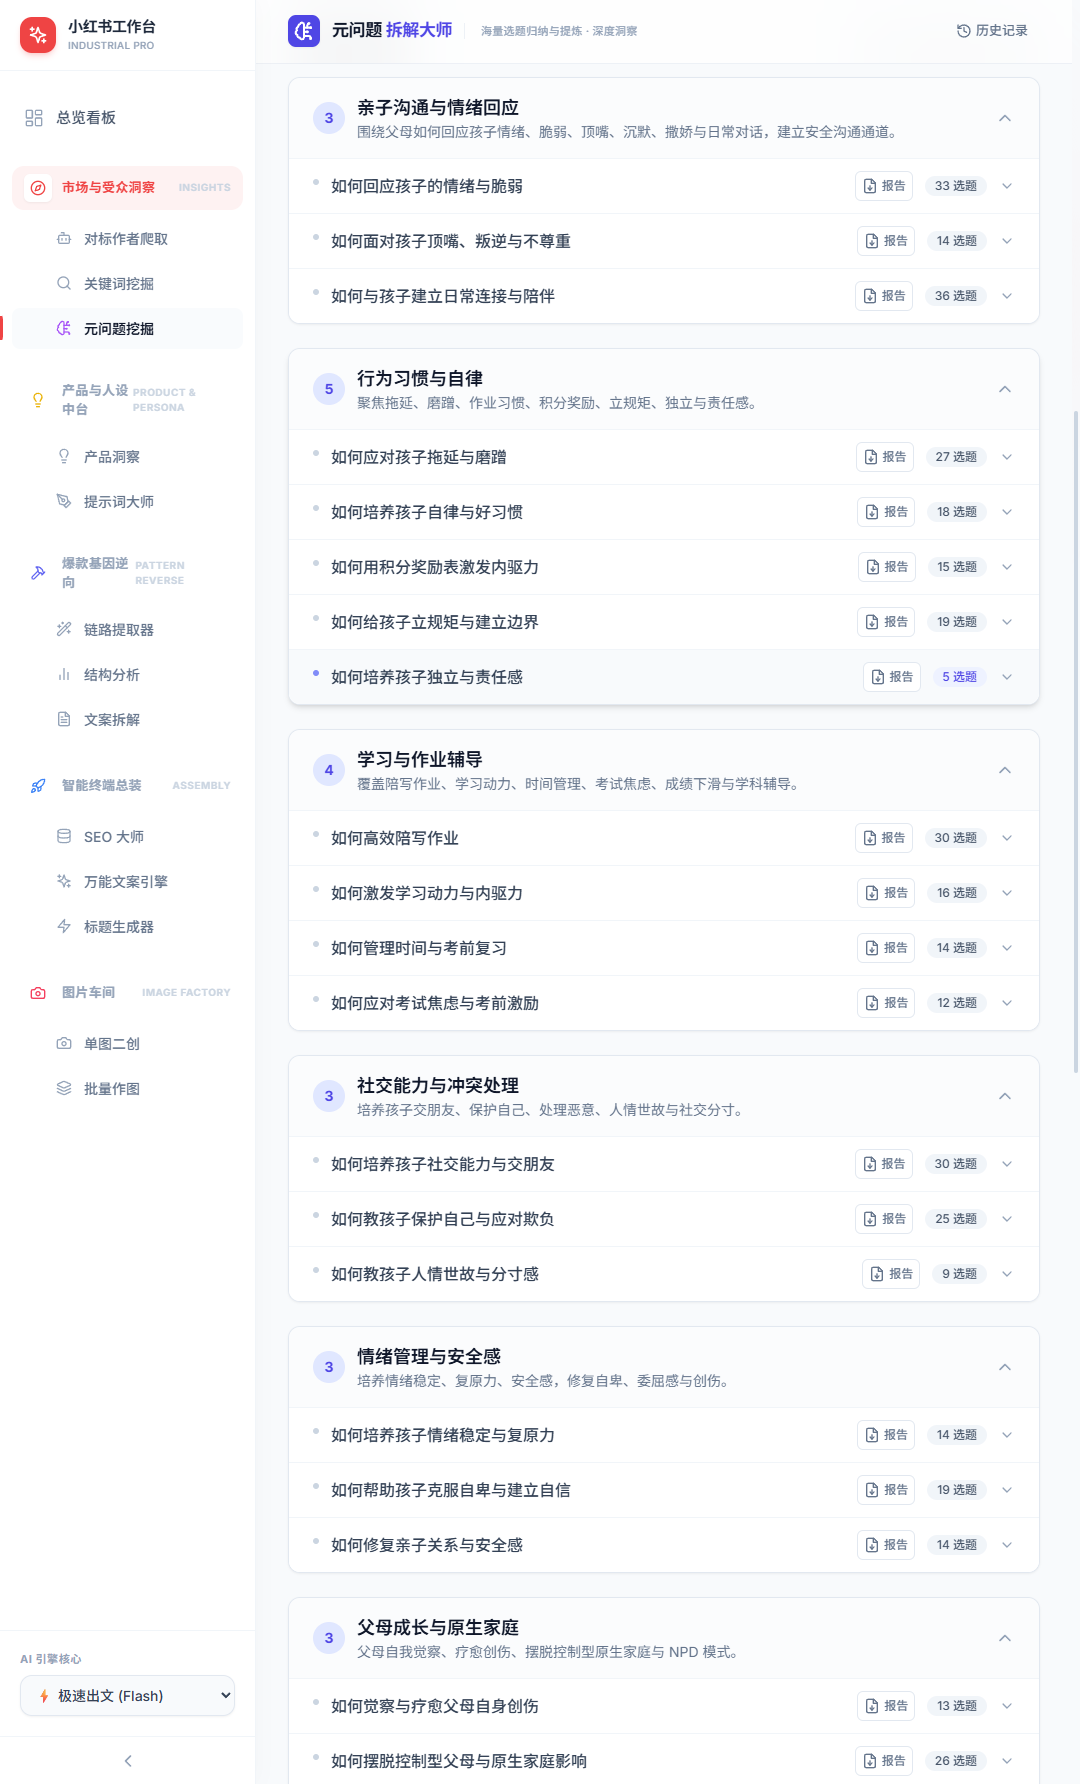 小红书工作台
INDUSTRIAL PRO
总览看板
市场与受众洞察 INSIGHTS
对标作者爬取
关键词挖掘
元问题挖掘
产品与人设中台 PRODUCT & PERSONA
产品洞察
提示词大师
爆款基因逆向 PATTERN REVERSE
链路提取器
结构分析
文案拆解
智能终端总装 ASSEMBLY
SEO 大师
万能文案引擎
标题生成器
图片车间 IMAGE FACTORY
单图二创
批量作图
AI 引擎核心
极速出文 (Flash)
元问题 拆解大师 海量选题归纳与提炼 · 深度洞察 历史记录
3 亲子沟通与情绪回应
围绕父母如何回应孩子情绪、脆弱、顶嘴、沉默、撒娇与日常对话，建立安全沟通通道。
如何回应孩子的情绪与脆弱 报告 33 选题
如何面对孩子顶嘴、叛逆与不尊重 报告 14 选题
如何与孩子建立日常连接与陪伴 报告 36 选题
5 行为习惯与自律
聚焦拖延、磨蹭、作业习惯、积分奖励、立规矩、独立与责任感。
如何应对孩子拖延与磨蹭 报告 27 选题
如何培养孩子自律与好习惯 报告 18 选题
如何用积分奖励表激发内驱力 报告 15 选题
如何给孩子立规矩与建立边界 报告 19 选题
如何培养孩子独立与责任感 报告 5 选题
4 学习与作业辅导
覆盖陪写作业、学习动力、时间管理、考试焦虑、成绩下滑与学科辅导。
如何高效陪写作业 报告 30 选题
如何激发学习动力与内驱力 报告 16 选题
如何管理时间与考前复习 报告 14 选题
如何应对考试焦虑与考前激励 报告 12 选题
3 社交能力与冲突处理
培养孩子交朋友、保护自己、处理恶意、人情世故与社交分寸。
如何培养孩子社交能力与交朋友 报告 30 选题
如何教孩子保护自己与应对欺负 报告 25 选题
如何教孩子人情世故与分寸感 报告 9 选题
3 情绪管理与安全感
培养情绪稳定、复原力、安全感，修复自卑、委屈感与创伤。
如何培养孩子情绪稳定与复原力 报告 14 选题
如何帮助孩子克服自卑与建立自信 报告 19 选题
如何修复亲子关系与安全感 报告 14 选题
3 父母成长与原生家庭
父母自我觉察、疗愈创伤、摆脱控制型原生家庭与 NPD 模式。
如何觉察与疗愈父母自身创伤 报告 13 选题
如何摆脱控制型父母与原生家庭影响 报告 26 选题